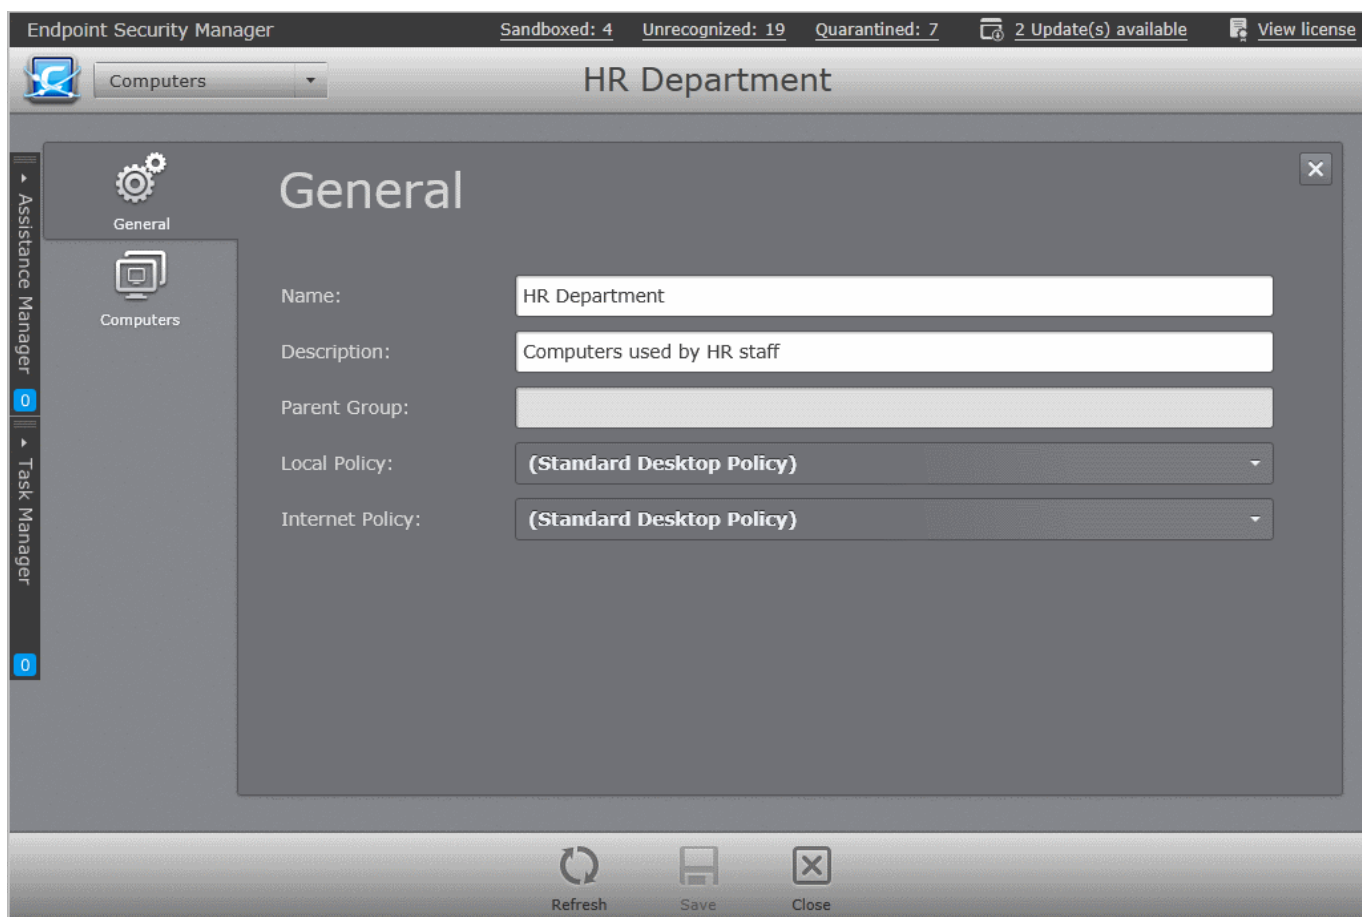 Endpoint Security Manager
Sandboxed: 4
Unrecognized: 19
Quarantined: 7
2 Update(s) available
View license
Computers
HR Department
Assistance Manager
0
Task Manager
0
General
Computers
General
Name:
HR Department
Description:
Computers used by HR staff
Parent Group:
Local Policy:
(Standard Desktop Policy)
Internet Policy:
(Standard Desktop Policy)
Refresh
Save
Close